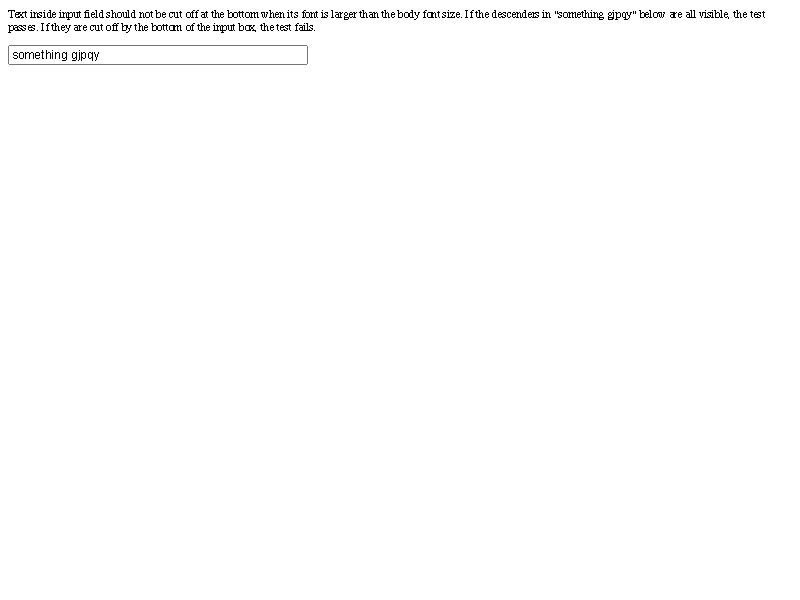 Text inside input field should not be cut off at the bottom when its font is larger than the body font size. If the descenders in "something gjpqy" below are all visible, the test
passes. If they are cut off by the bottom of the input box, the test fails.
something gjpqy